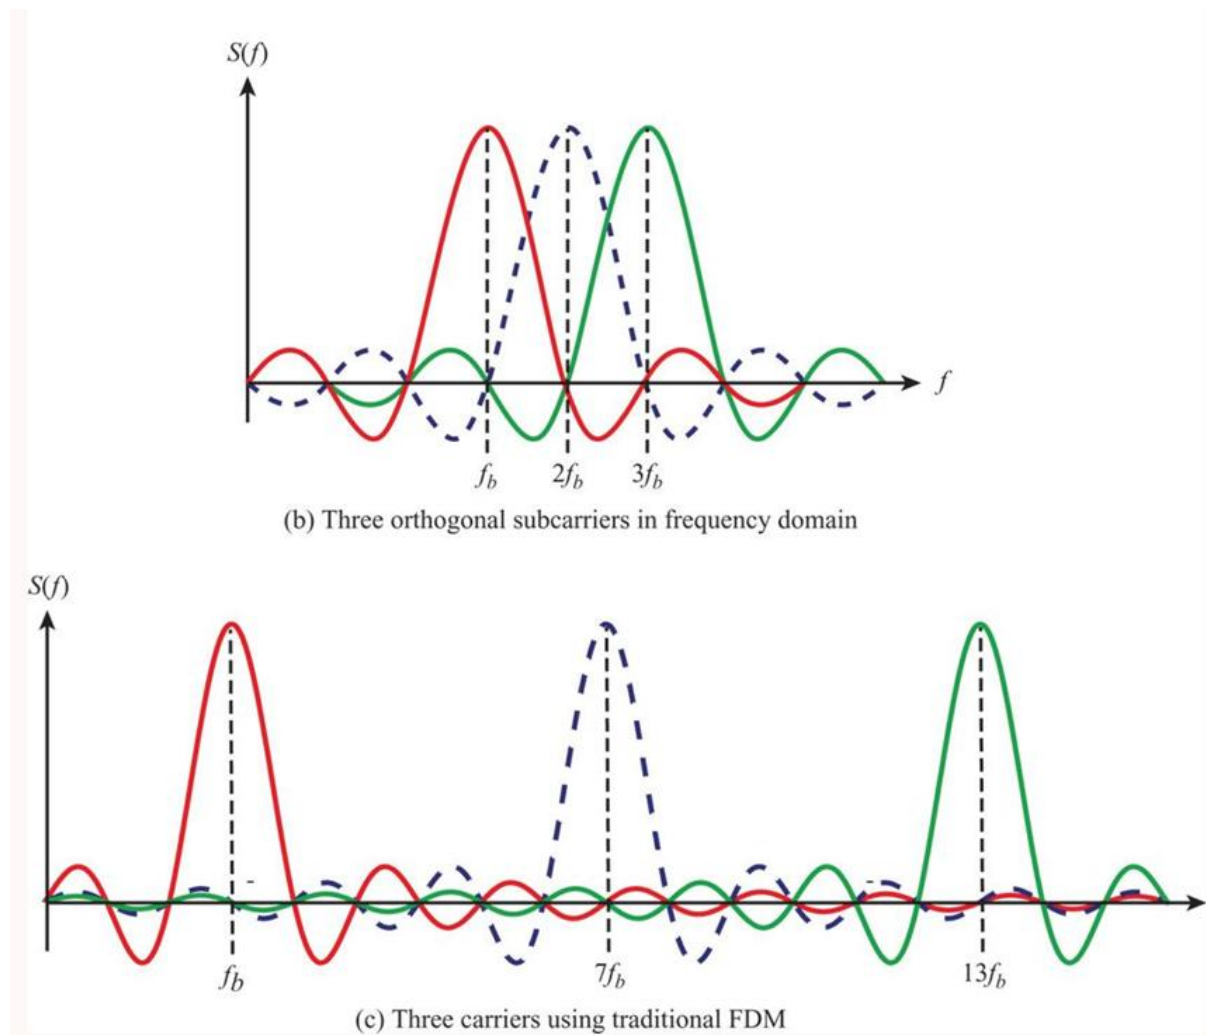 S(f)
f
f_b 2f_b 3f_b
(b) Three orthogonal subcarriers in frequency domain
S(f)
f_b 7f_b 13f_b
(c) Three carriers using traditional FDM